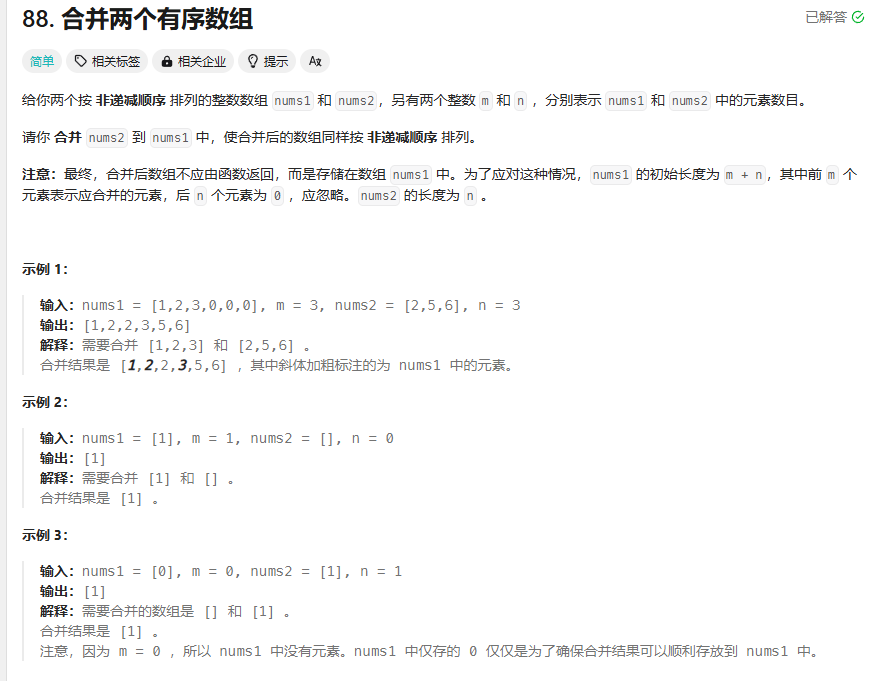 88. 合并两个有序数组
已解答
简单 相关标签 相关企业 提示 Aあ
给你两个按 非递减顺序 排列的整数数组 nums1 和 nums2，另有两个整数 m 和 n ，分别表示 nums1 和 nums2 中的元素数目。
请你 合并 nums2 到 nums1 中，使合并后的数组同样按 非递减顺序 排列。
注意：最终，合并后数组不应由函数返回，而是存储在数组 nums1 中。为了应对这种情况，nums1 的初始长度为 m + n，其中前 m 个
元素表示应合并的元素，后 n 个元素为 0 ，应忽略。nums2 的长度为 n 。
示例 1：
输入：nums1 = [1,2,3,0,0,0], m = 3, nums2 = [2,5,6], n = 3
输出：[1,2,2,3,5,6]
解释：需要合并 [1,2,3] 和 [2,5,6] 。
合并结果是 [1,2,2,3,5,6] ，其中斜体加粗标注的为 nums1 中的元素。
示例 2：
输入：nums1 = [1], m = 1, nums2 = [], n = 0
输出：[1]
解释：需要合并 [1] 和 [] 。
合并结果是 [1] 。
示例 3：
输入：nums1 = [0], m = 0, nums2 = [1], n = 1
输出：[1]
解释：需要合并的数组是 [] 和 [1] 。
合并结果是 [1] 。
注意，因为 m = 0 ，所以 nums1 中没有元素。nums1 中仅存的 0 仅仅是为了确保合并结果可以顺利存放到 nums1 中。